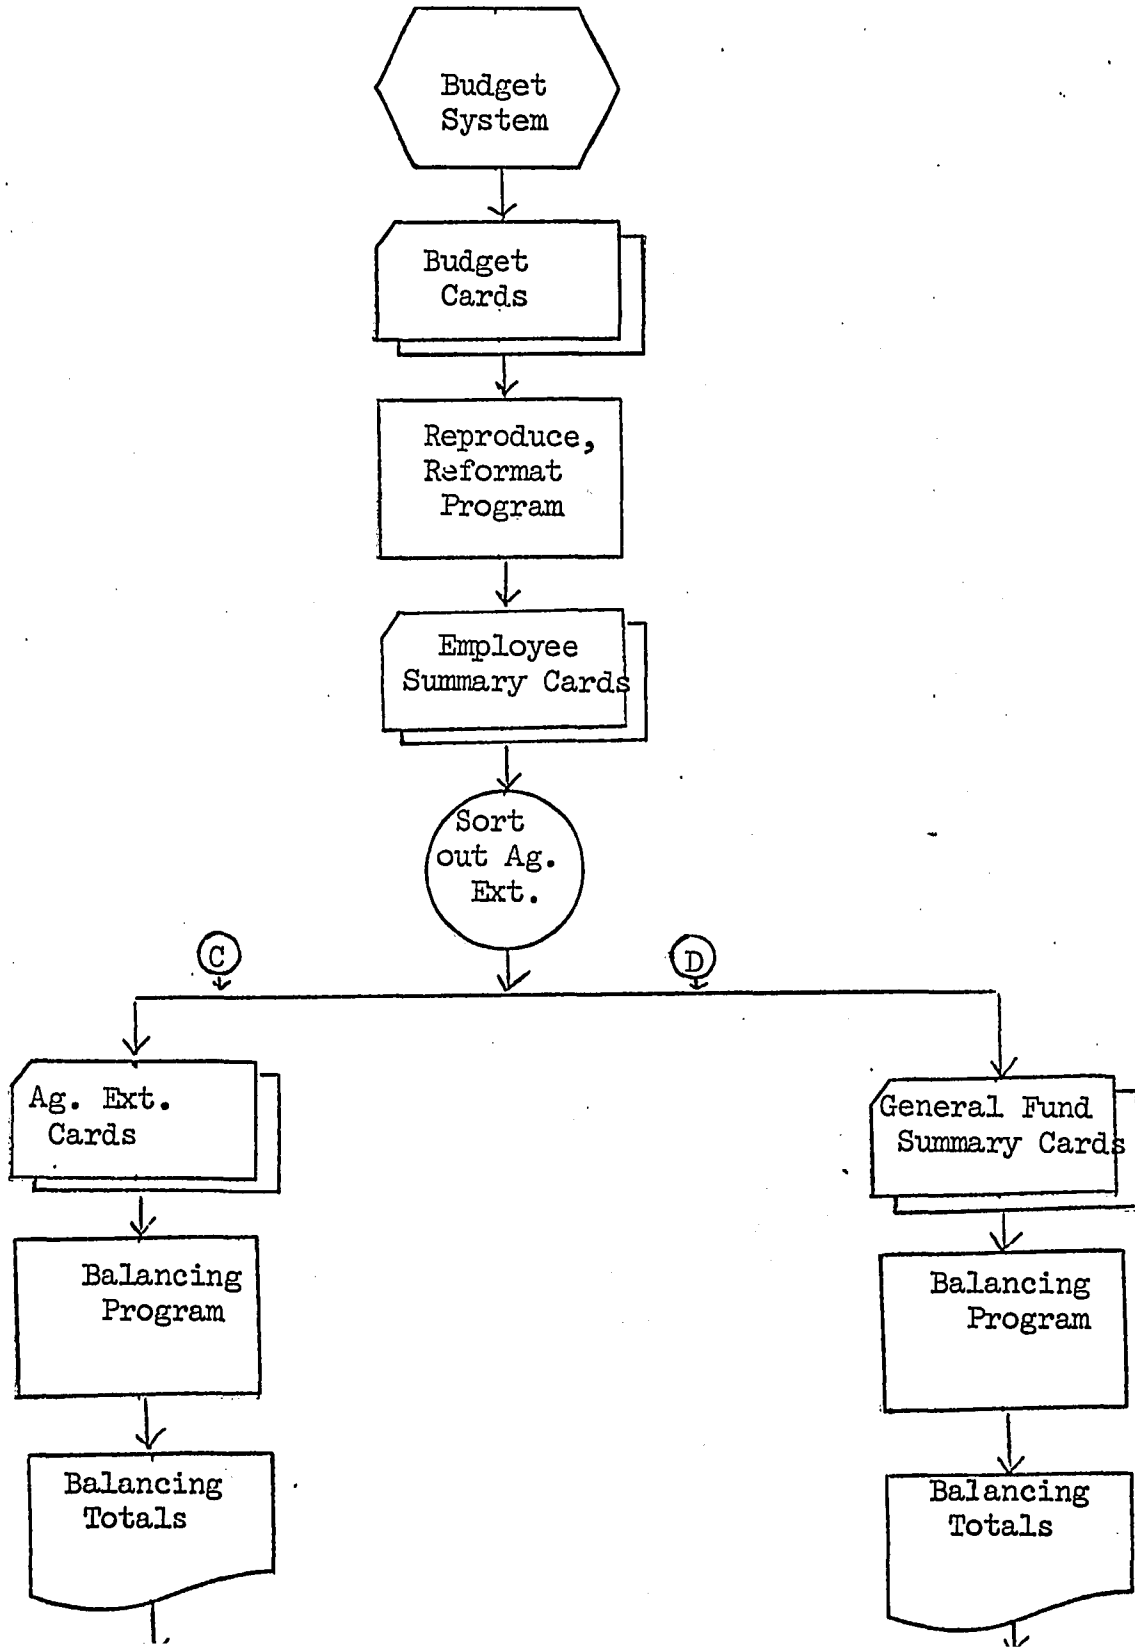 Budget
System
Budget
Cards
Reproduce,
Reformat
Program
Employee
Summary Cards
Sort
out Ag.
Ext.
C
D
Ag. Ext.
Cards
General Fund
Summary Cards
Balancing
Program
Balancing
Program
Balancing
Totals
Balancing
Totals